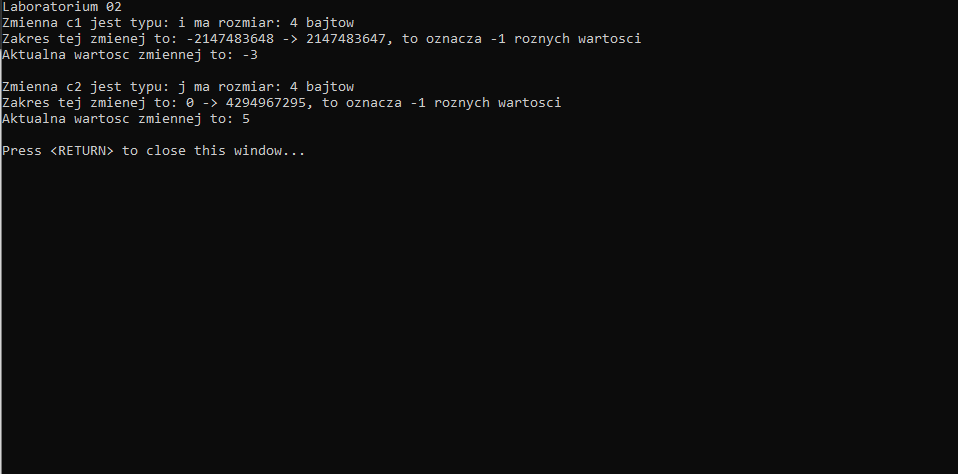 Laboratorium 02
Zmienna c1 jest typu: i ma rozmiar: 4 bajtow
Zakres tej zmienej to: -2147483648 -> 2147483647, to oznacza -1 roznych wartosci
Aktualna wartosc zmiennej to: -3
Zmienna c2 jest typu: j ma rozmiar: 4 bajtow
Zakres tej zmienej to: 0 -> 4294967295, to oznacza -1 roznych wartosci
Aktualna wartosc zmiennej to: 5
Press <RETURN> to close this window...